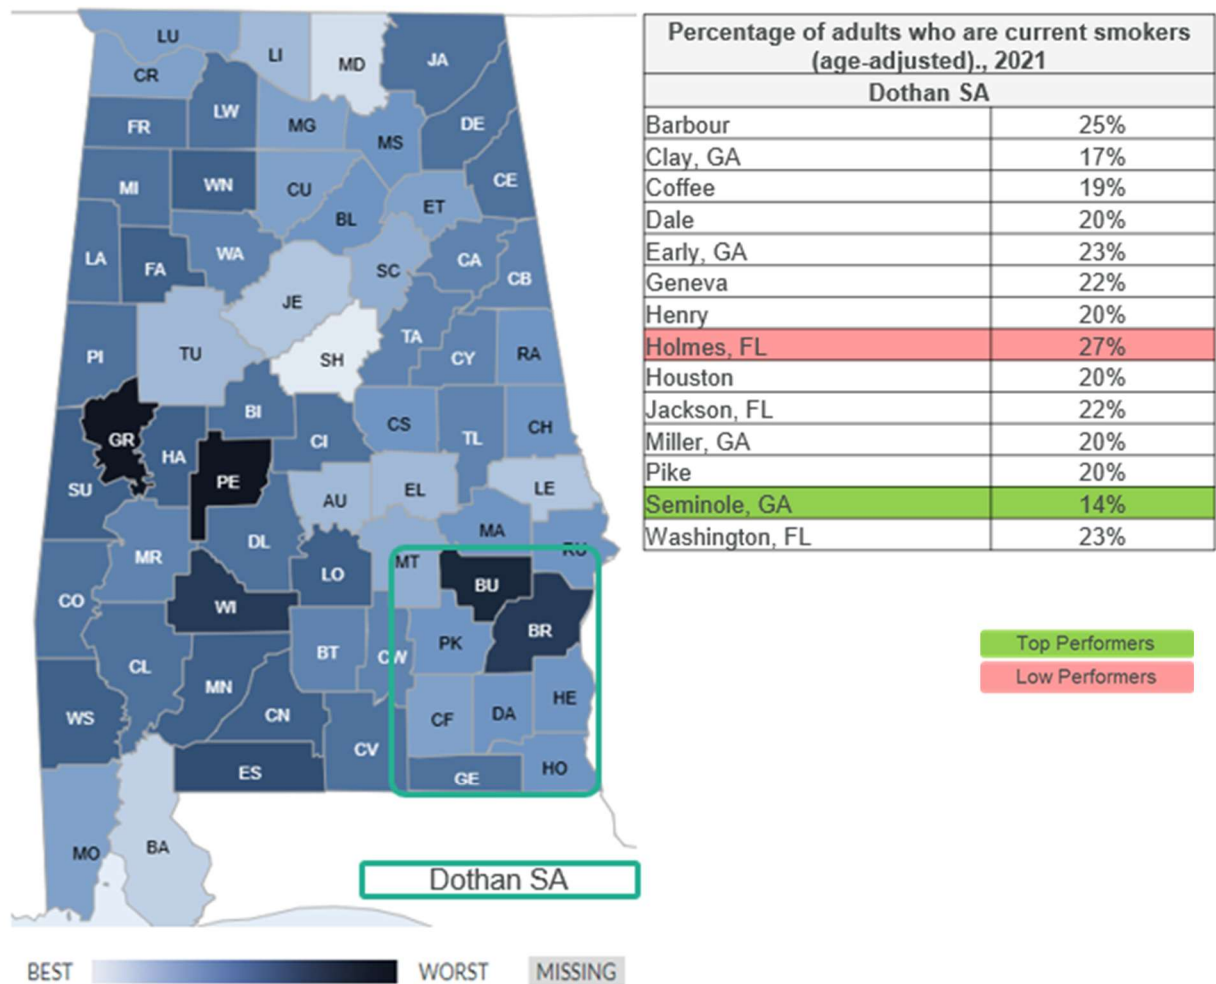 LU
LI
MD
JA
CR
LW
FR
MG
MS
DE
MI
WN
CU
CE
BL
ET
LA
FA
WA
SC
CA
CB
JE
TA
PI
TU
SH
CY
RA
BI
CS
CH
GR
HA
CI
TL
SU
PE
AU
EL
LE
MR
DL
MA
RU
MT
CO
LO
BU
WI
BR
CL
BT
CW
PK
MN
HE
WS
CN
CF
DA
CV
ES
GE
HO
MO
BA
Dothan SA
BEST WORST MISSING
Percentage of adults who are current smokers
(age-adjusted)., 2021
Dothan SA
Barbour 25%
Clay, GA 17%
Coffee 19%
Dale 20%
Early, GA 23%
Geneva 22%
Henry 20%
Holmes, FL 27%
Houston 20%
Jackson, FL 22%
Miller, GA 20%
Pike 20%
Seminole, GA 14%
Washington, FL 23%
Top Performers
Low Performers